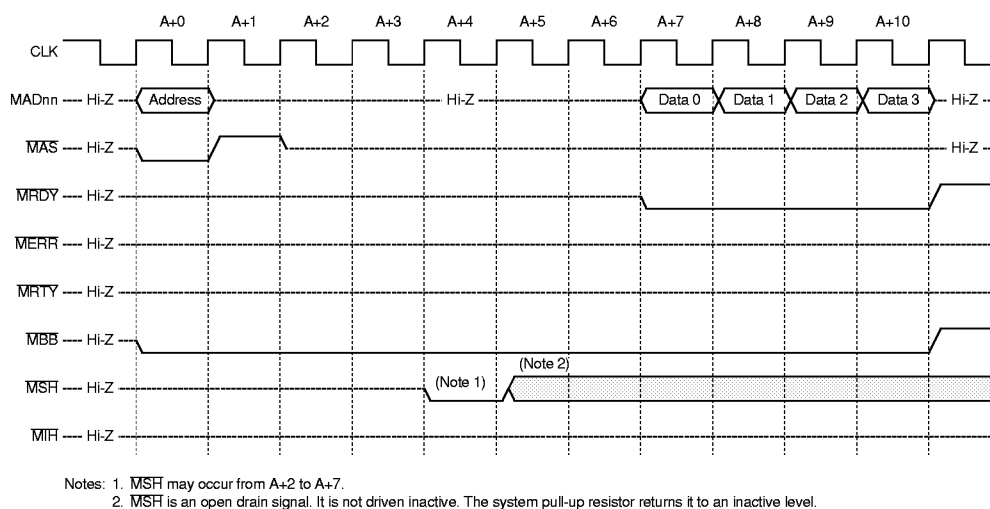 A+0 A+1 A+2 A+3 A+4 A+5 A+6 A+7 A+8 A+9 A+10
CLK
MADnn Hi-Z Address Hi-Z Data 0 Data 1 Data 2 Data 3 Hi-Z
MAS Hi-Z Hi-Z
MRDY Hi-Z
MERR Hi-Z
MRTY Hi-Z
MBB Hi-Z
(Note 2)
MSH Hi-Z (Note 1)
MIH Hi-Z
Notes: 1. MSH may occur from A+2 to A+7.
2. MSH is an open drain signal. It is not driven inactive. The system pull-up resistor returns it to an inactive level.